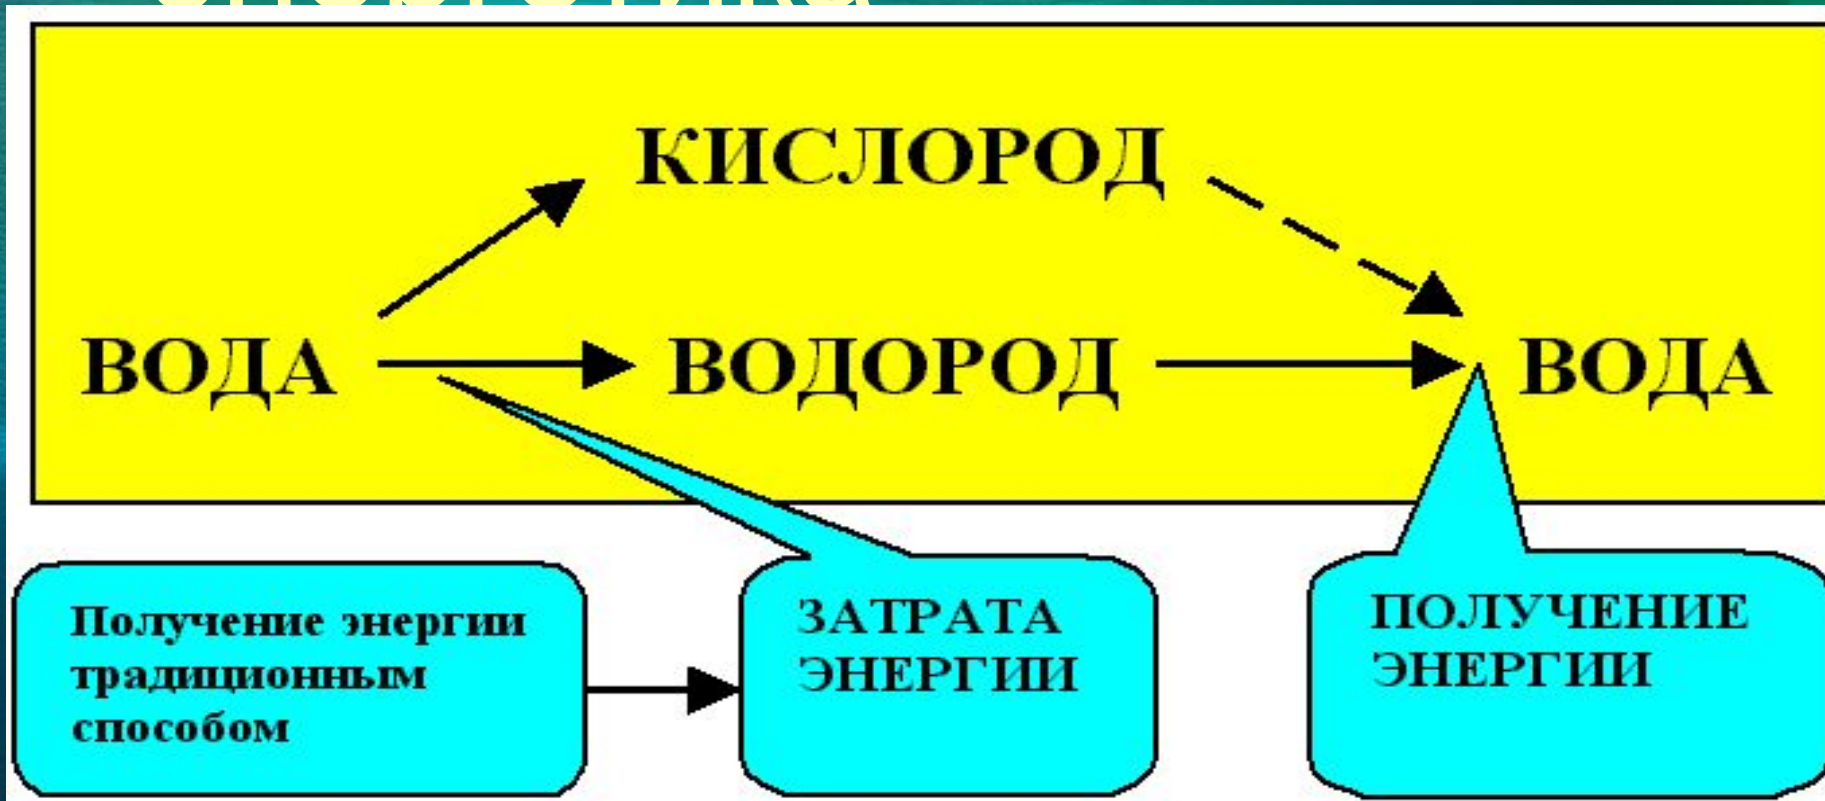 КИСЛОРОД
ВОДА ВОДОРОД ВОДА
Получение энергии
традиционным
способом
ЗАТРАТА
ЭНЕРГИИ
ПОЛУЧЕНИЕ
ЭНЕРГИИ